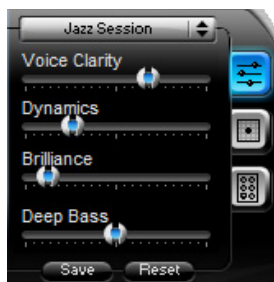 Jazz Session
Voice Clarity
Dynamics
Brilliance
Deep Bass
Save Reset